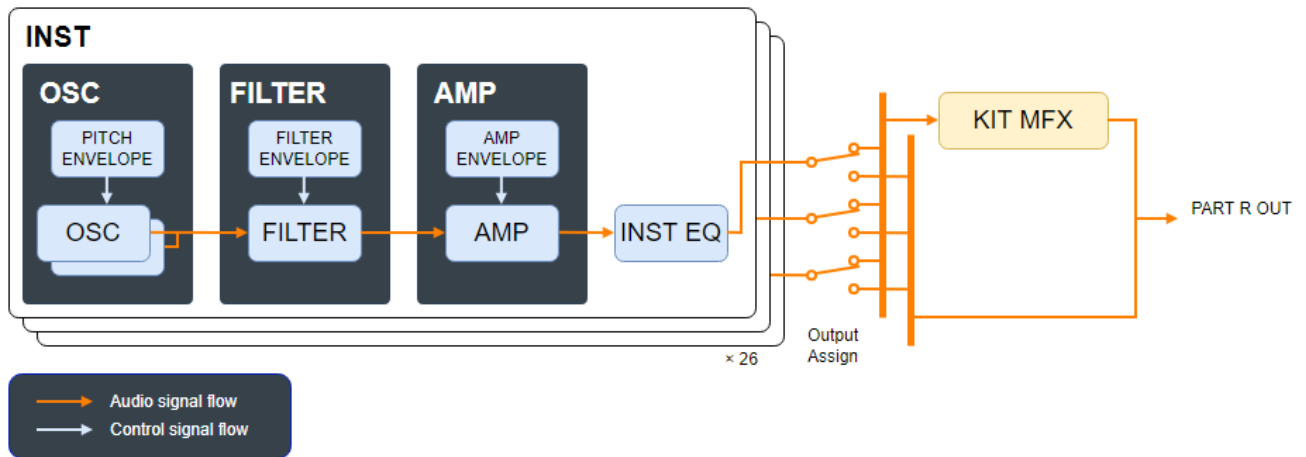 INST
OSC
PITCH
ENVELOPE
OSC
FILTER
FILTER
ENVELOPE
FILTER
AMP
AMP
ENVELOPE
AMP
INST EQ
× 26
Output
Assign
KIT MFX
PART R OUT
Audio signal flow
Control signal flow